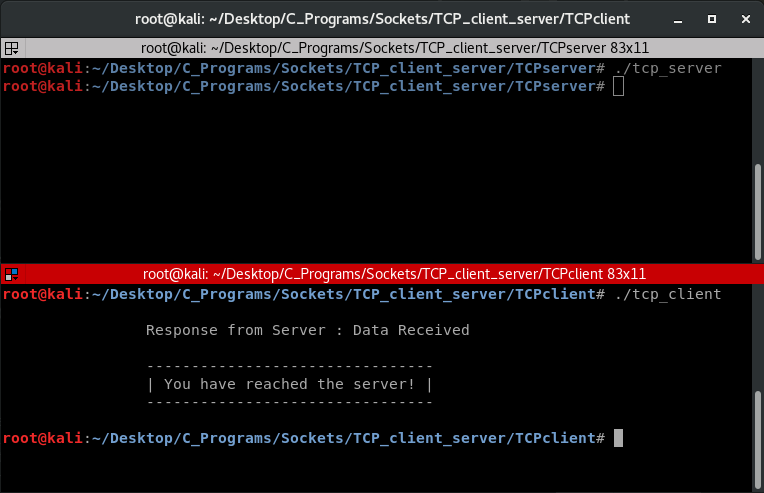 root@kali: ~/Desktop/C_Programs/Sockets/TCP_client_server/TCPclient
root@kali: ~/Desktop/C_Programs/Sockets/TCP_client_server/TCPserver 83x11
root@kali:~/Desktop/C_Programs/Sockets/TCP_client_server/TCPserver# ./tcp_server
root@kali:~/Desktop/C_Programs/Sockets/TCP_client_server/TCPserver#
root@kali: ~/Desktop/C_Programs/Sockets/TCP_client_server/TCPclient 83x11
root@kali:~/Desktop/C_Programs/Sockets/TCP_client_server/TCPclient# ./tcp_client
Response from Server : Data Received
--------------------------------
| You have reached the server! |
--------------------------------
root@kali:~/Desktop/C_Programs/Sockets/TCP_client_server/TCPclient#